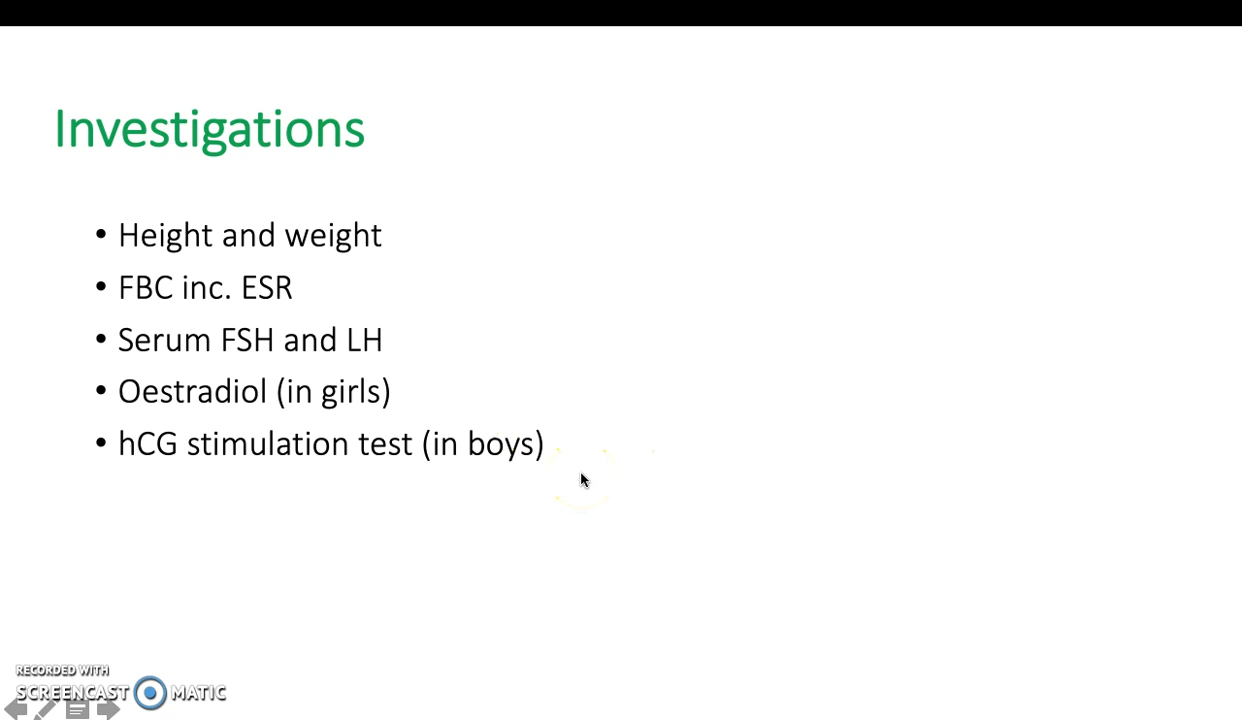 Investigations
• Height and weight
• FBC inc. ESR
• Serum FSH and LH
• Oestradiol (in girls)
• hCG stimulation test (in boys)
RECORDED WITH
SCREENCAST MATIC